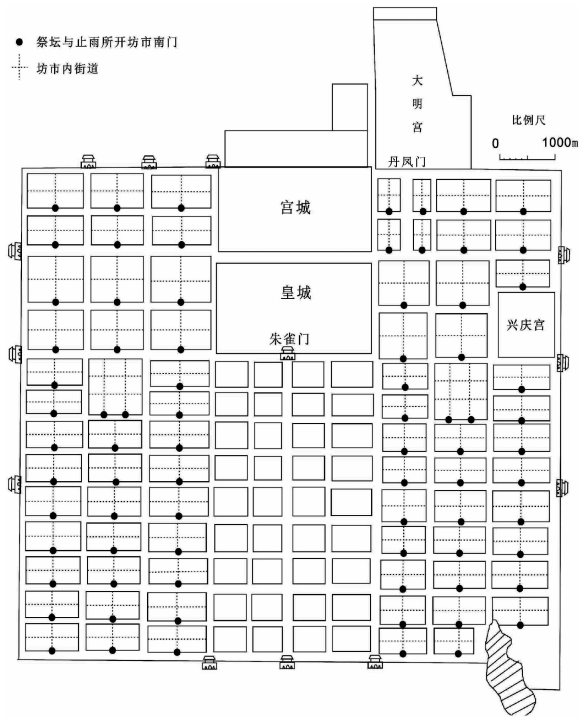 祭坛与止雨所开坊市南门
坊市内街道
大明宫
丹凤门
比例尺
0 1000m
宫城
皇城
朱雀门
兴庆宫